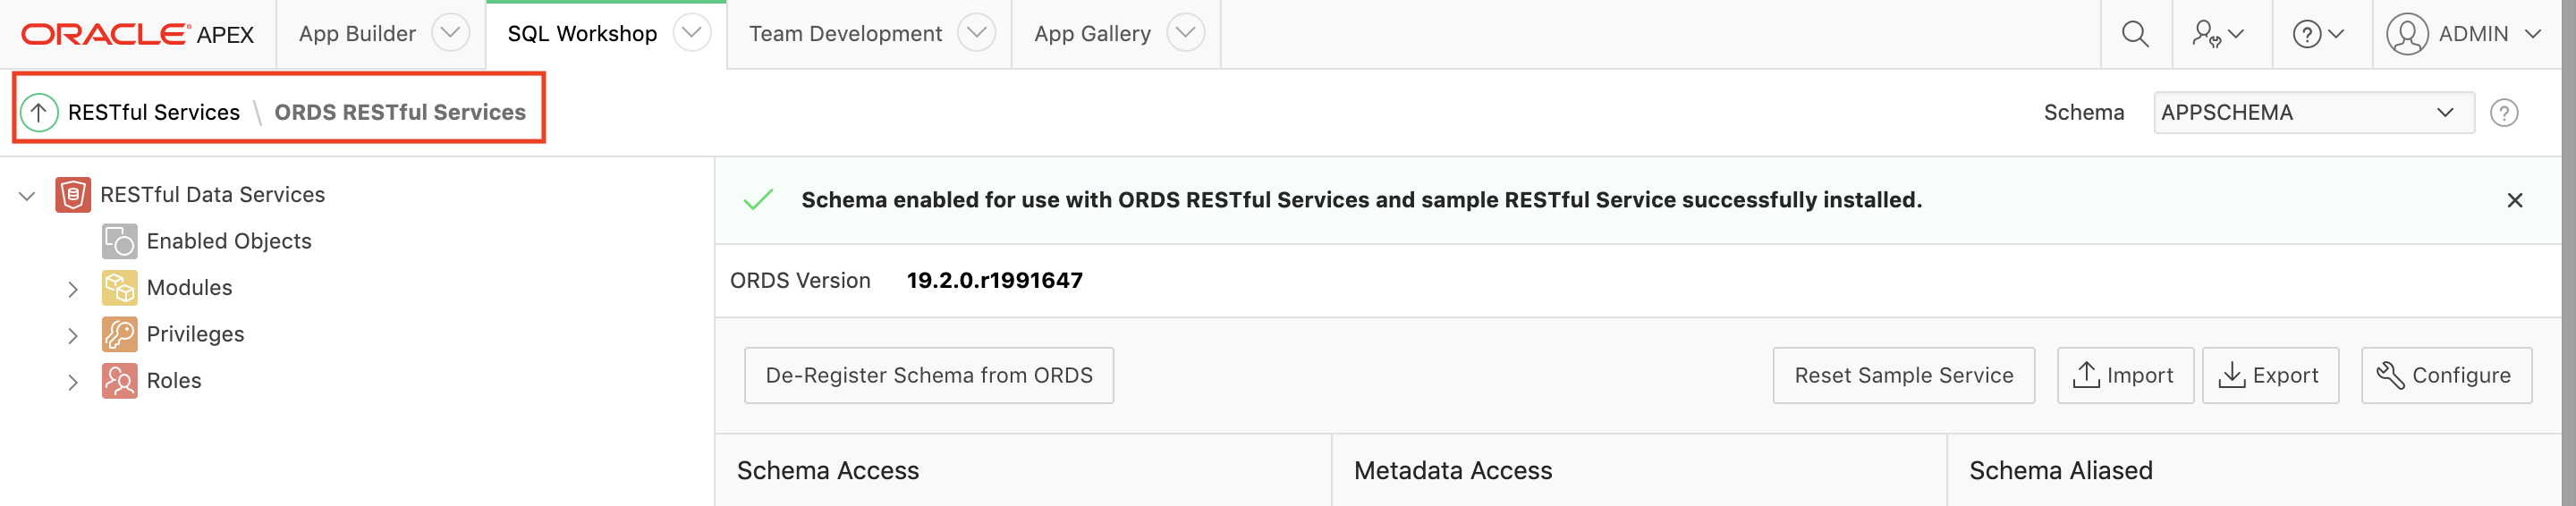 ORACLE APEX App Builder SQL Workshop Team Development App Gallery ? ADMIN
RESTful Services \ ORDS RESTful Services Schema APPSCHEMA ?
RESTful Data Services
Enabled Objects
Modules
Privileges
Roles
Schema enabled for use with ORDS RESTful Services and sample RESTful Service successfully installed.
ORDS Version 19.2.0.r1991647
De-Register Schema from ORDS Reset Sample Service Import Export Configure
Schema Access Metadata Access Schema Aliased